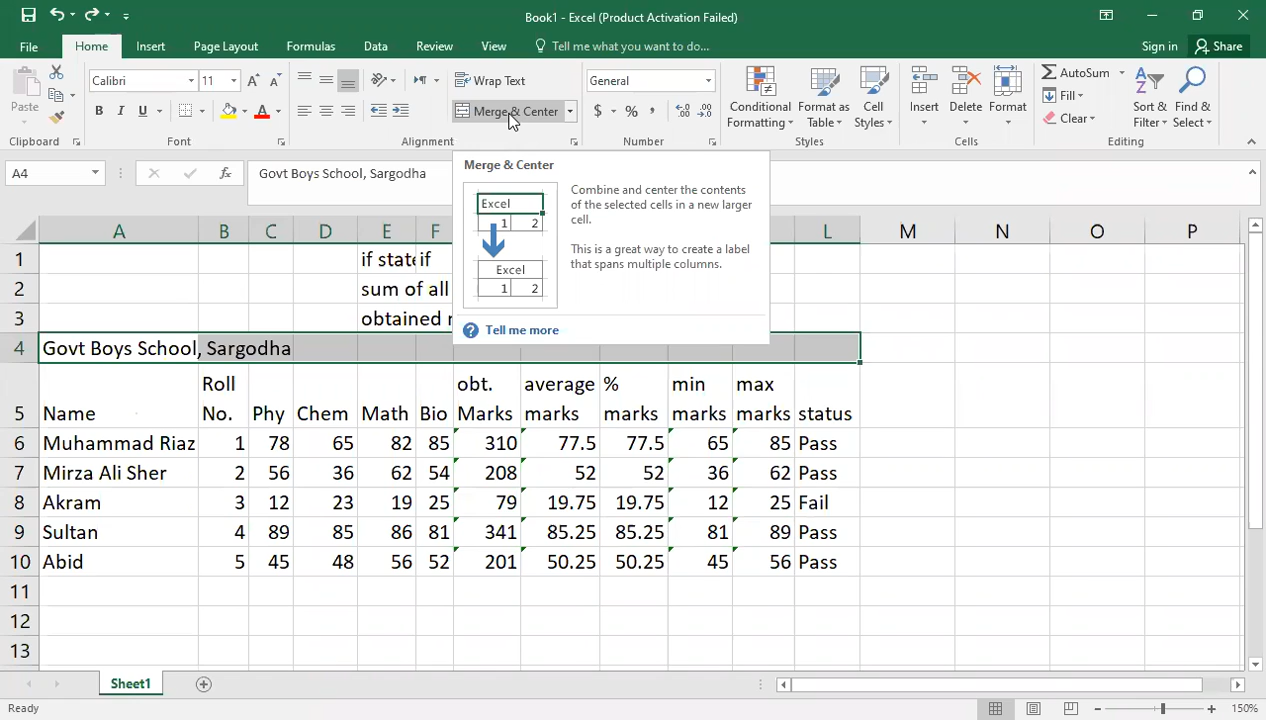 Book1 - Excel (Product Activation Failed)
File Home Insert Page Layout Formulas Data Review View Tell me what you want to do... Sign in Share
Paste Calibri 11 Wrap Text General Conditional Formatting Format as Table Cell Styles Insert Delete Format AutoSum Fill Clear Sort & Filter Find & Select
B I U A Merge & Center $ % ,
Clipboard Font Alignment Number Styles Cells Editing
A4 fx Govt Boys School, Sargodha
Merge & Center
Excel
1 2
Excel
1 2
Combine and center the contents
of the selected cells in a new larger
cell.
This is a great way to create a label
that spans multiple columns.
Tell me more
A B C D E F L M N O P
1 if state if
2 sum of all
3 obtained
4 Govt Boys School, Sargodha
5 Name Roll No. Phy Chem Math Bio obt. Marks average marks % marks min marks max marks status
6 Muhammad Riaz 1 78 65 82 85 310 77.5 77.5 65 85 Pass
7 Mirza Ali Sher 2 56 36 62 54 208 52 52 36 62 Pass
8 Akram 3 12 23 19 25 79 19.75 19.75 12 25 Fail
9 Sultan 4 89 85 86 81 341 85.25 85.25 81 89 Pass
10 Abid 5 45 48 56 52 201 50.25 50.25 45 56 Pass
11
12
13
Sheet1
Ready 150%